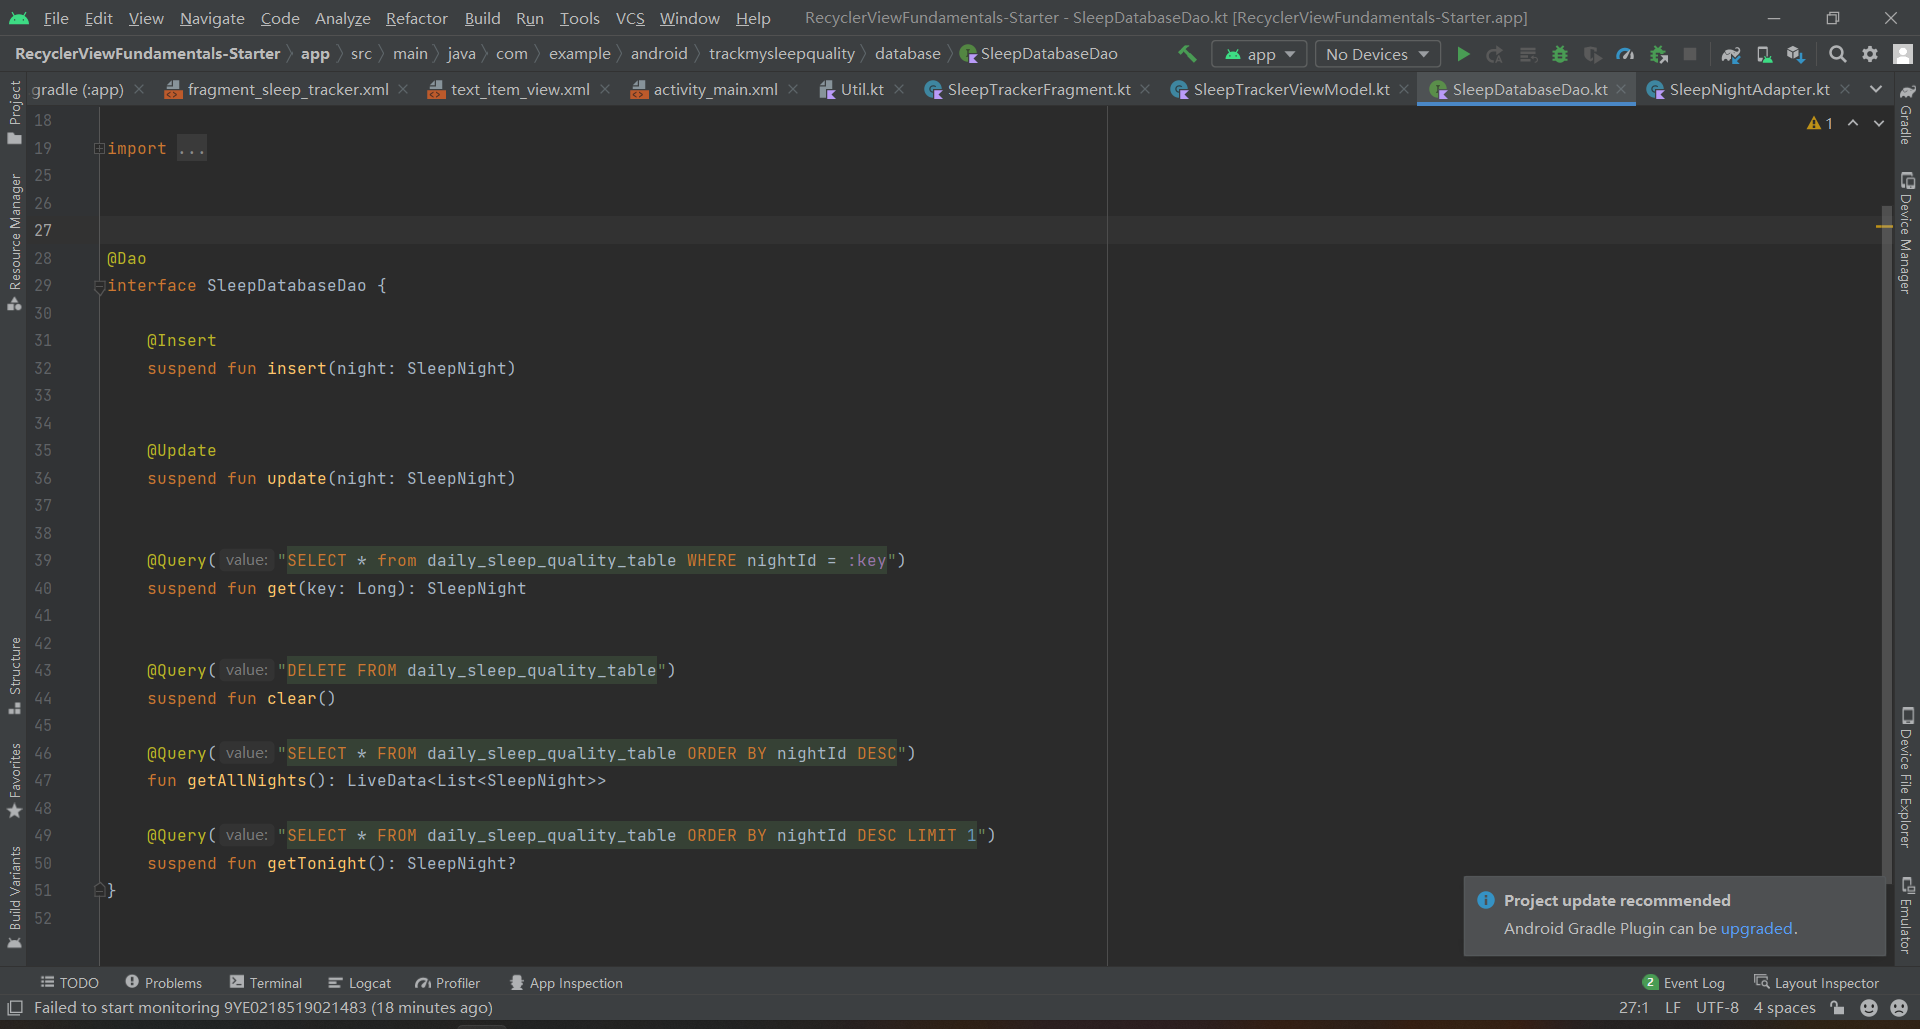 File Edit View Navigate Code Analyze Refactor Build Run Tools VCS Window Help RecyclerViewFundamentals-Starter - SleepDatabaseDao.kt [RecyclerViewFundamentals-Starter.app]
RecyclerViewFundamentals-Starter app src main java com example android trackmysleepquality database SleepDatabaseDao app No Devices
gradle (:app) fragment_sleep_tracker.xml text_item_view.xml activity_main.xml Util.kt SleepTrackerFragment.kt SleepTrackerViewModel.kt SleepDatabaseDao.kt SleepNightAdapter.kt
Project
Resource Manager
Structure
Favorites
Build Variants
1
18
19 import ...
25
26
27
28 @Dao
29 interface SleepDatabaseDao {
30
31 @Insert
32 suspend fun insert(night: SleepNight)
33
34
35 @Update
36 suspend fun update(night: SleepNight)
37
38
39 @Query( value: "SELECT * from daily_sleep_quality_table WHERE nightId = :key")
40 suspend fun get(key: Long): SleepNight
41
42
43 @Query( value: "DELETE FROM daily_sleep_quality_table")
44 suspend fun clear()
45
46 @Query( value: "SELECT * FROM daily_sleep_quality_table ORDER BY nightId DESC")
47 fun getAllNights(): LiveData<List<SleepNight>>
48
49 @Query( value: "SELECT * FROM daily_sleep_quality_table ORDER BY nightId DESC LIMIT 1")
50 suspend fun getTonight(): SleepNight?
51 }
52
Gradle
Device Manager
Device File Explorer
Emulator
Project update recommended
Android Gradle Plugin can be upgraded.
TODO Problems Terminal Logcat Profiler App Inspection 2 Event Log Layout Inspector
Failed to start monitoring 9YE0218519021483 (18 minutes ago) 27:1 LF UTF-8 4 spaces